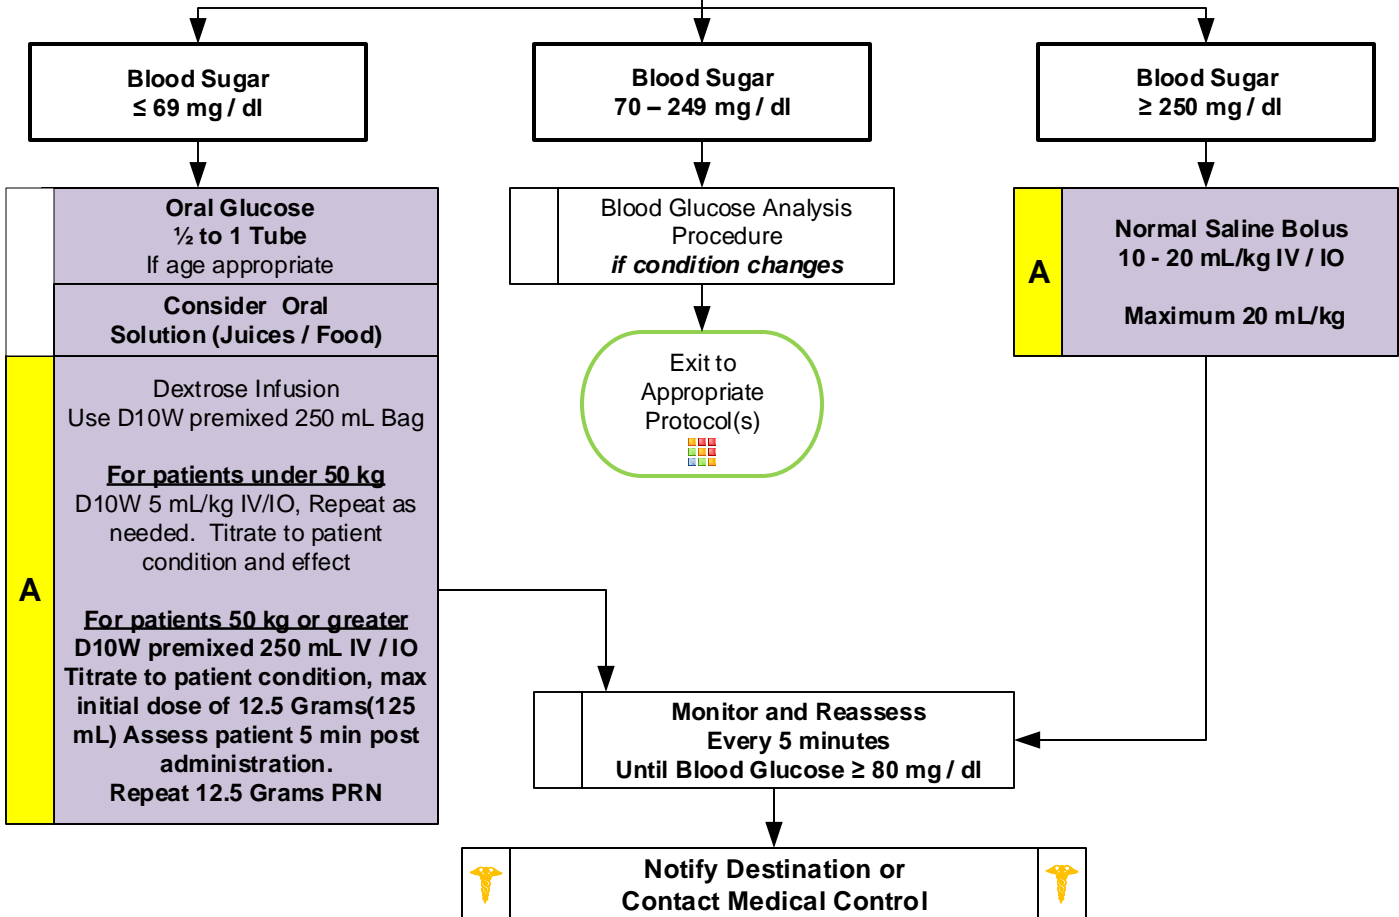 Blood Sugar
≤ 69 mg / dl
Blood Sugar
70 – 249 mg / dl
Blood Sugar
≥ 250 mg / dl
Oral Glucose
½ to 1 Tube
If age appropriate
Consider Oral
Solution (Juices / Food)
A
Dextrose Infusion
Use D10W premixed 250 mL Bag
For patients under 50 kg
D10W 5 mL/kg IV/IO, Repeat as
needed. Titrate to patient
condition and effect
For patients 50 kg or greater
D10W premixed 250 mL IV / IO
Titrate to patient condition, max
initial dose of 12.5 Grams(125
mL) Assess patient 5 min post
administration.
Repeat 12.5 Grams PRN
Blood Glucose Analysis
Procedure
if condition changes
Exit to
Appropriate
Protocol(s)
A
Normal Saline Bolus
10 - 20 mL/kg IV / IO
Maximum 20 mL/kg
Monitor and Reassess
Every 5 minutes
Until Blood Glucose ≥ 80 mg / dl
Notify Destination or
Contact Medical Control